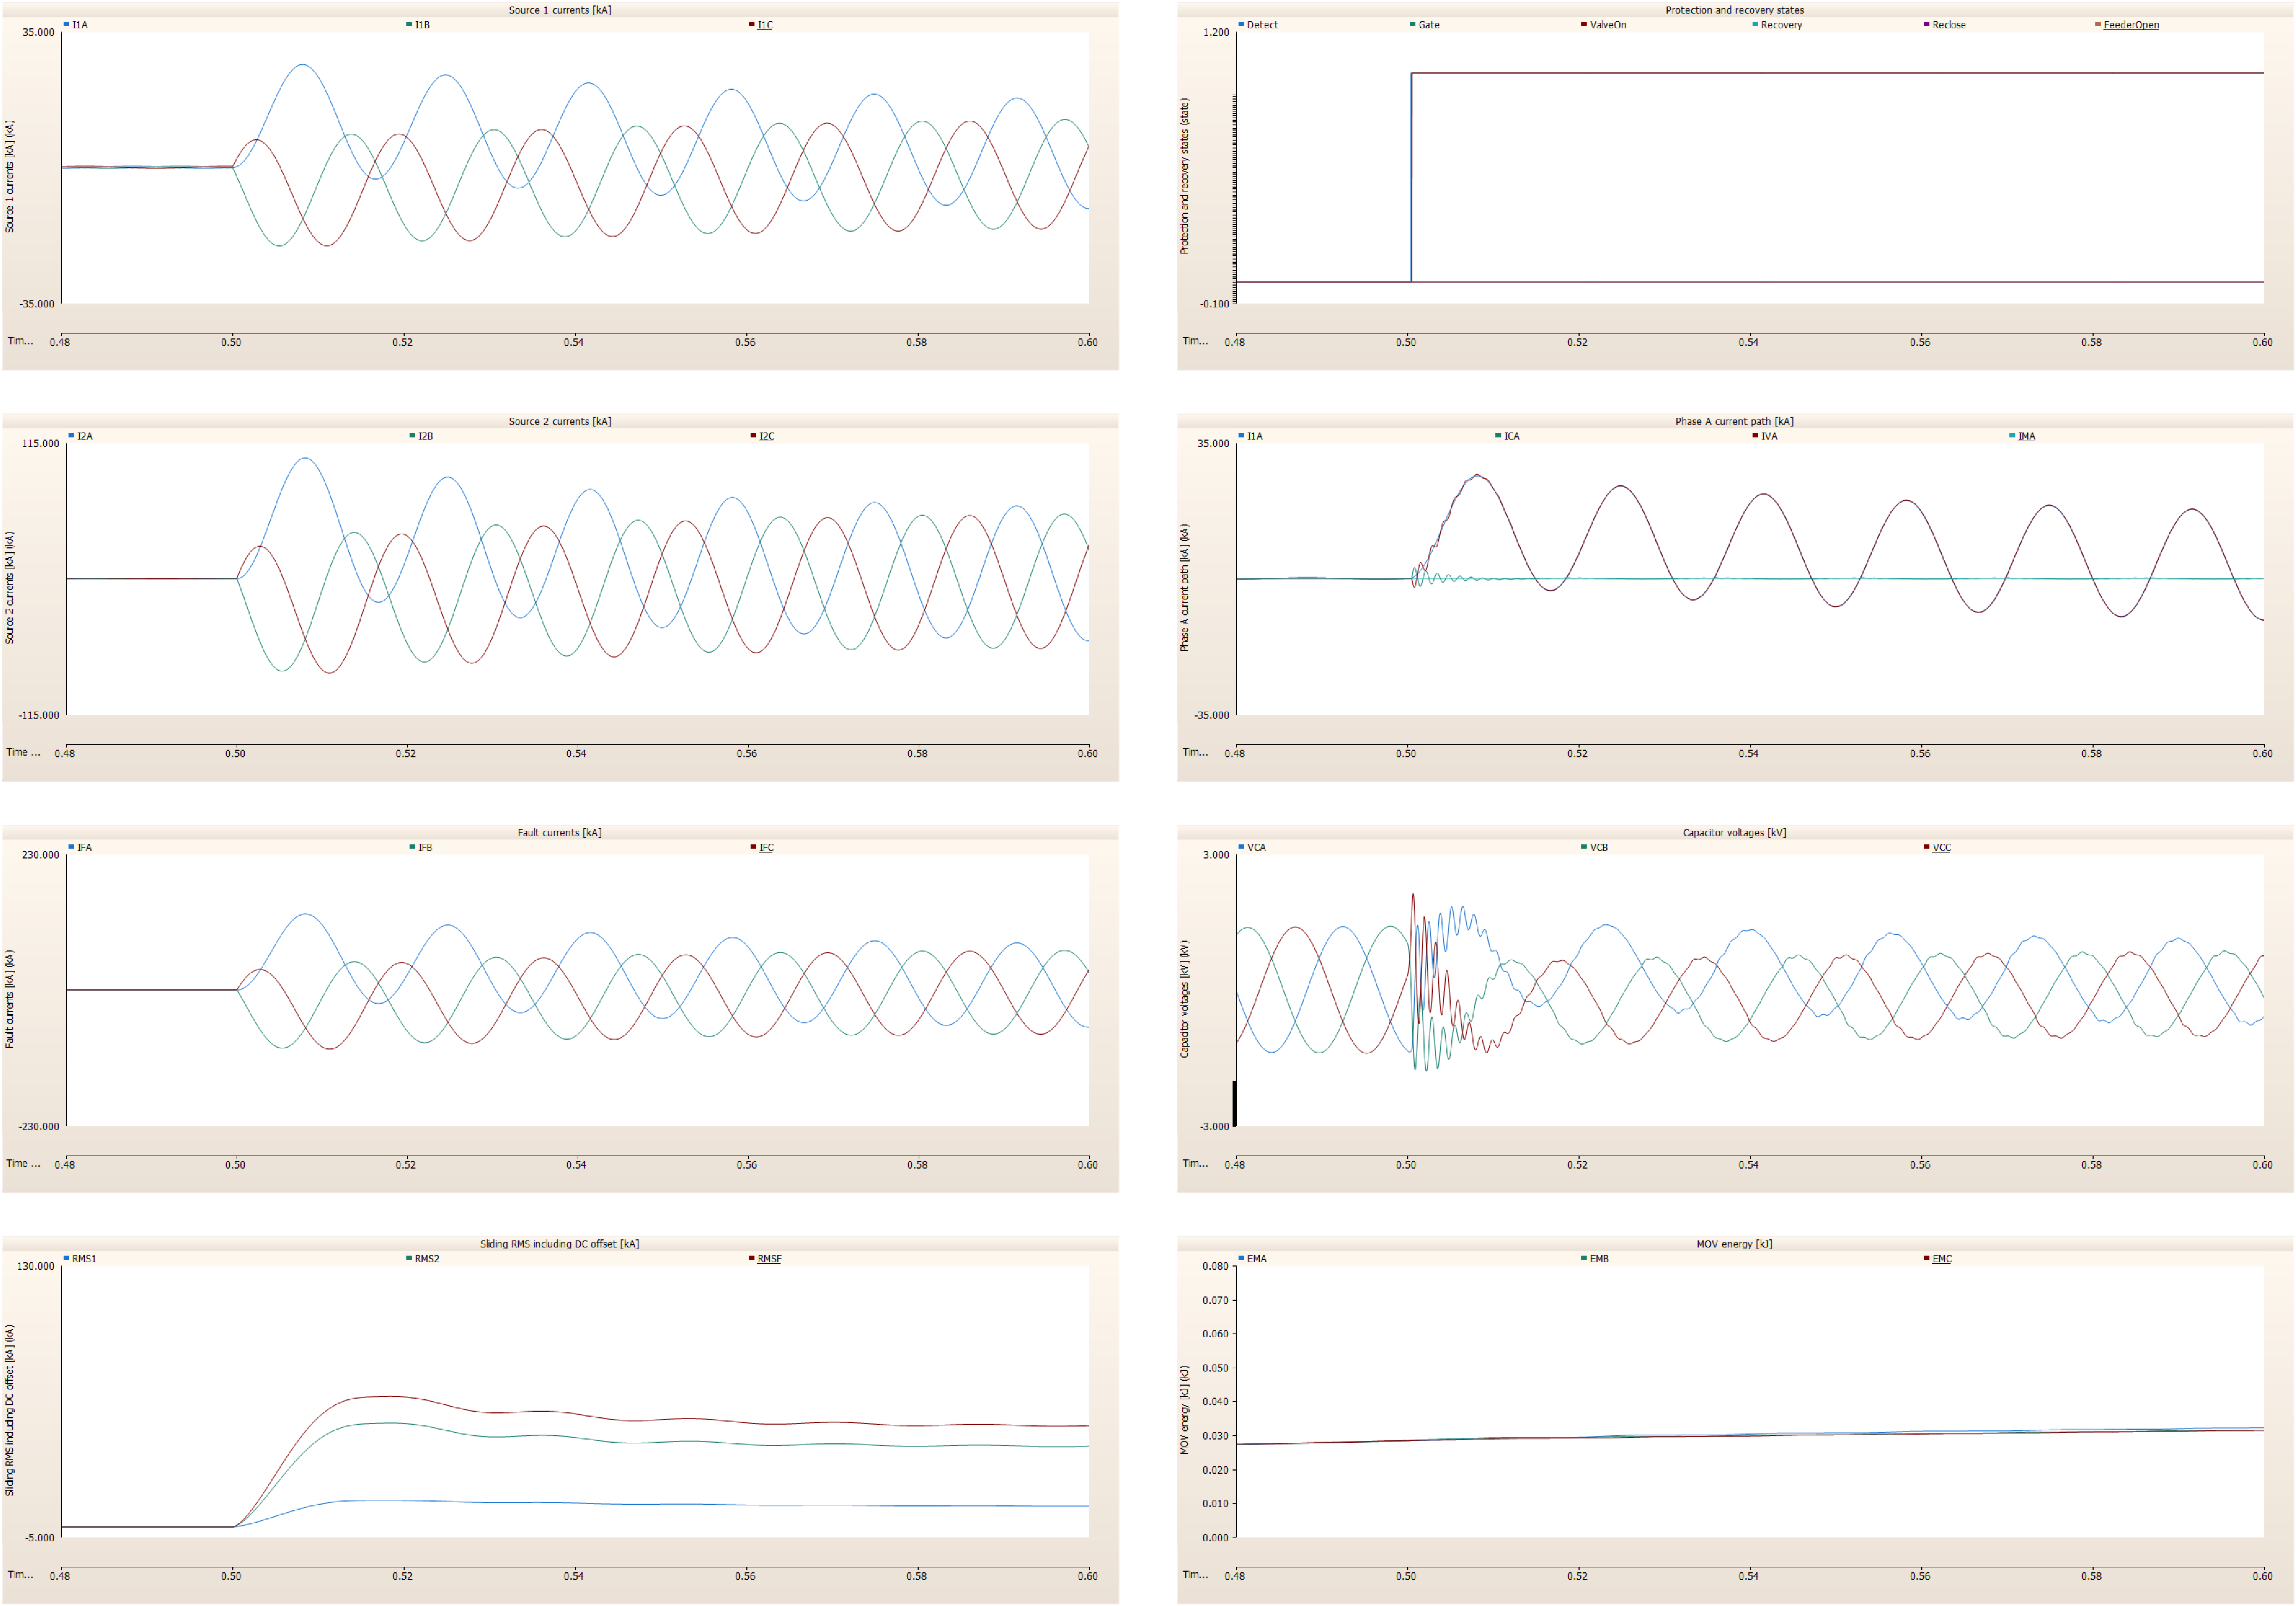 Source 1 currents [kA]
I1A I1B I1C
35.000
Source 1 currents [kA] (kA)
-35.000
Tim... 0.48 0.50 0.52 0.54 0.56 0.58 0.60
Protection and recovery states
Detect Gate ValveOn Recovery Reclose FeederOpen
1.200
Protection and recovery states (state)
-0.100
Tim... 0.48 0.50 0.52 0.54 0.56 0.58 0.60
Source 2 currents [kA]
I2A I2B I2C
115.000
Source 2 currents [kA] (kA)
-115.000
Time ... 0.48 0.50 0.52 0.54 0.56 0.58 0.60
Phase A current path [kA]
I1A ICA IVA IMA
35.000
Phase A current path [kA] (kA)
-35.000
Tim... 0.48 0.50 0.52 0.54 0.56 0.58 0.60
Fault currents [kA]
IFA IFB IFC
230.000
Fault currents [kA] (kA)
-230.000
Time ... 0.48 0.50 0.52 0.54 0.56 0.58 0.60
Capacitor voltages [kV]
VCA VCB VCC
3.000
Capacitor voltages [kV] (kV)
-3.000
Tim... 0.48 0.50 0.52 0.54 0.56 0.58 0.60
Sliding RMS including DC offset [kA]
RMS1 RMS2 RMSF
130.000
Sliding RMS including DC offset [kA] (kA)
-5.000
Tim... 0.48 0.50 0.52 0.54 0.56 0.58 0.60
MOV energy [kJ]
EMA EMB EMC
0.080
0.070
0.060
0.050
0.040
0.030
0.020
0.010
0.000
MOV energy [kJ] (kJ)
Tim... 0.48 0.50 0.52 0.54 0.56 0.58 0.60